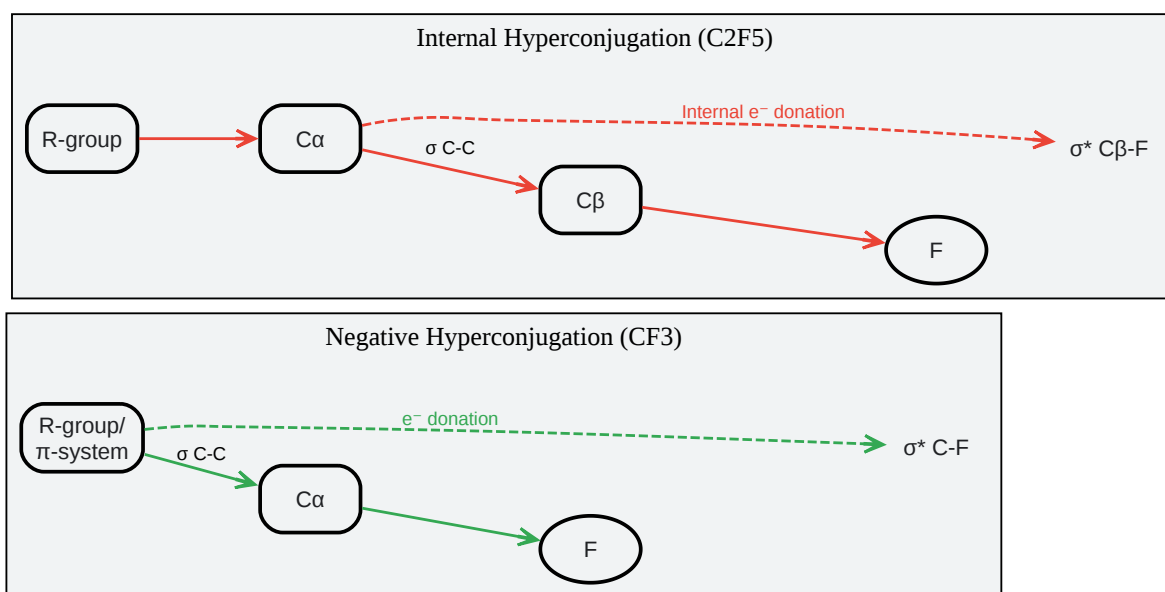 Internal Hyperconjugation (C2F5)
Internal e⁻ donation
R-group
Cα
σ C-C
σ* Cβ-F
Cβ
F
Negative Hyperconjugation (CF3)
e⁻ donation
R-group/
π-system
σ C-C
σ* C-F
Cα
F